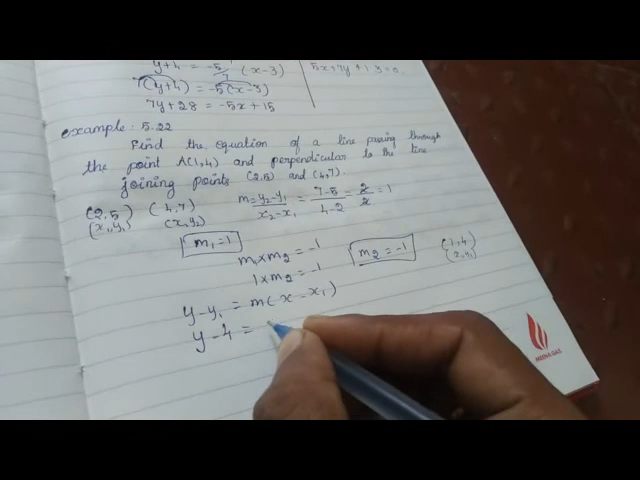 y+4 = -5/7 (x-3)
5x+7y+13=0.
7(y+4) = -5(x-3)
7y+28 = -5x+15
example: 5.22
Find the equation of a line passing through
the point A(1,4) and perpendicular to the line
joining points (2,5) and (4,7).
(2,5) (4,7)
(x₁,y₁) (x₂,y₂)
m = y₂-y₁/x₂-x₁ = 7-5/4-2 = 2/2 = 1
m₁=1
m₁×m₂ = -1
1×m₂ = -1
m₂ = -1
(1,4)
(x₁,y₁)
y-y₁ = m(x-x₁)
y-4 =
INDIRA GAS